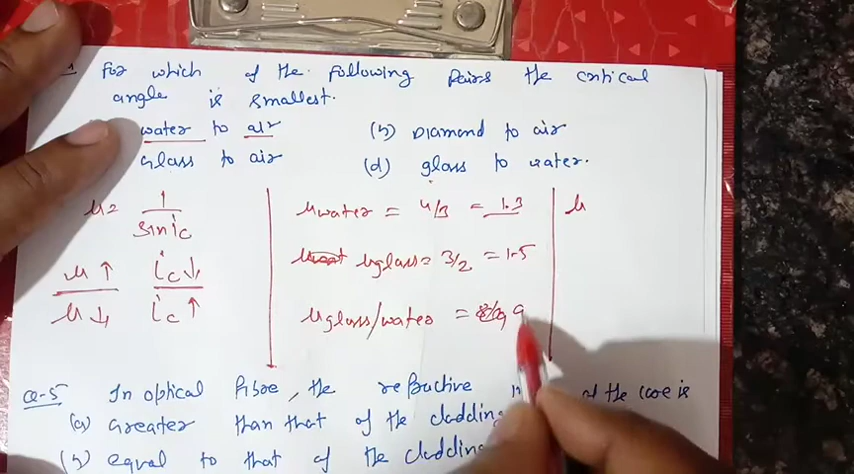 For which of the following pairs the critical
angle is smallest.
water to air (b) Diamond to air
Glass to air (d) glass to water.
μ = 1/sin ic
μ↑ ic↓
μ↓ ic↑
μwater = 4/3 = 1.3
μglass = 3/2 = 1.5
μglass/water = 9
μ
Q-5 In optical fibre, the refractive of the core is
(a) Greater than that of the cladding
(b) equal to that of the cladding